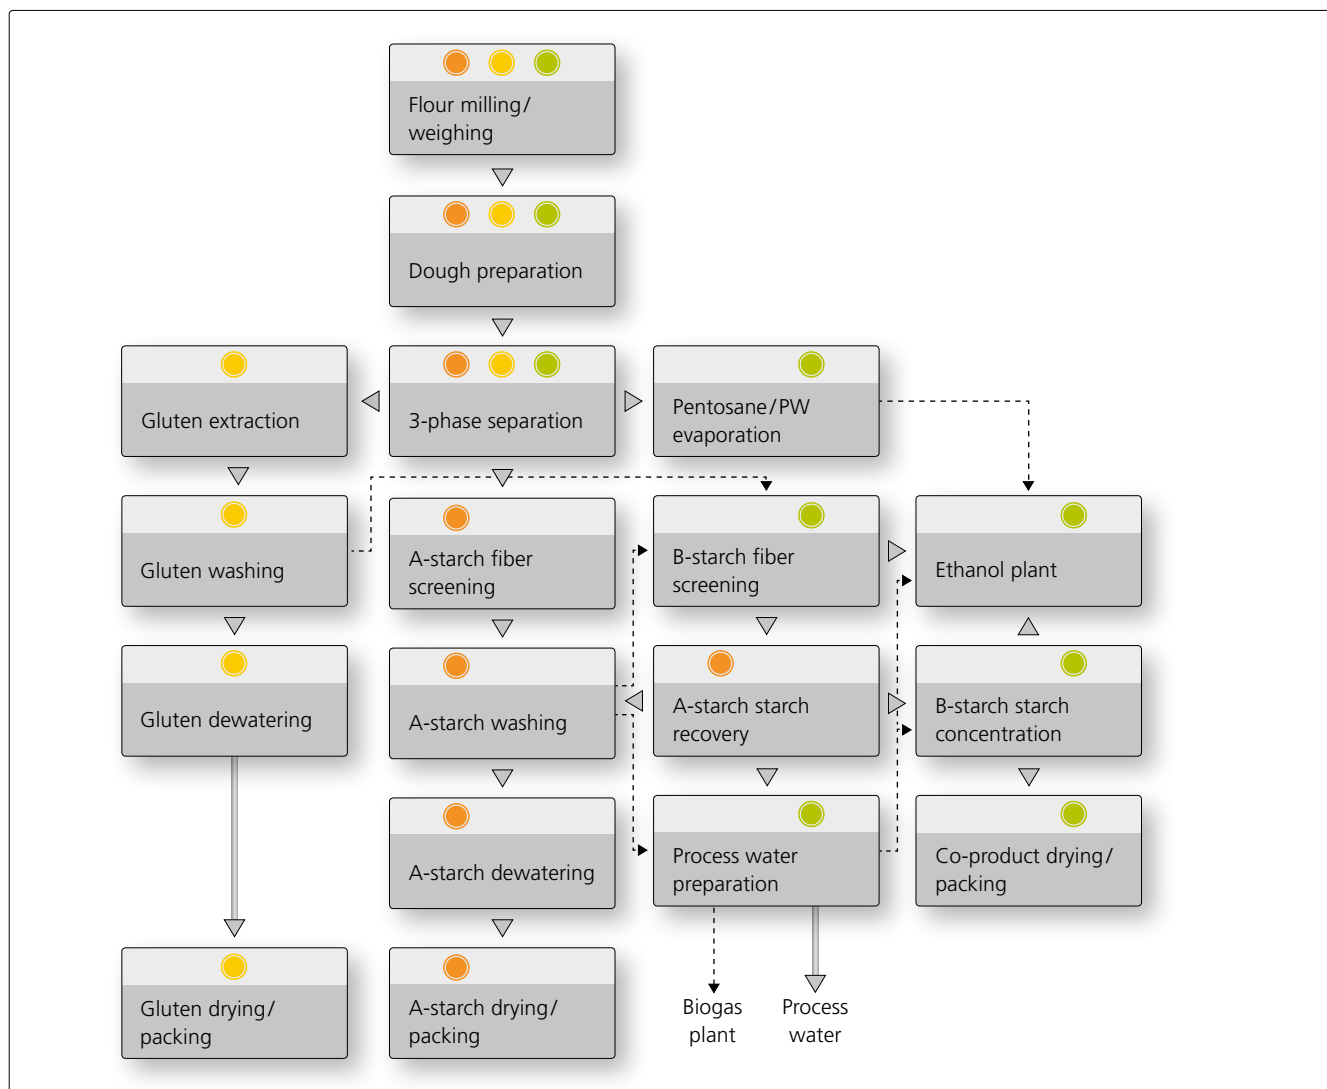 Flour milling/
weighing
Dough preparation
Gluten extraction
3-phase separation
Pentosane/PW
evaporation
Gluten washing
A-starch fiber
screening
B-starch fiber
screening
Ethanol plant
Gluten dewatering
A-starch washing
A-starch starch
recovery
B-starch starch
concentration
A-starch dewatering
Process water
preparation
Co-product drying/
packing
Gluten drying/
packing
A-starch drying/
packing
Biogas
plant
Process
water